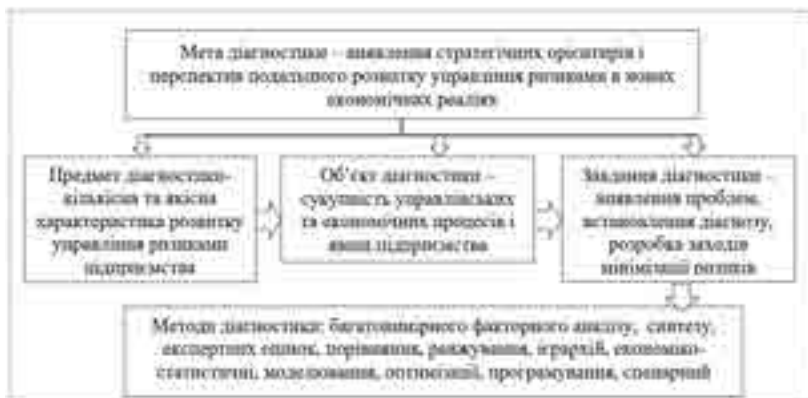 Мета діагностики – виявлення стратегічних орієнтирів і
перспектив подальшого розвитку управління ризиками в нових
економічних реаліях
Предмет діагностики-
кількісна та якісна
характеристика розвитку
управління ризиками
підприємства
Об’єкт діагностики –
сукупність управлінських
та економічних процесів і
явищ підприємства
Завдання діагностики –
виявлення проблем,
встановлення діагнозу,
розробка заходів
мінімізації ризиків
Методи діагностики: багатовимірного факторного аналізу, синтезу,
експертних оцінок, порівняння, ранжування, ієрархій, економіко-
статистичні, моделювання, оптимізації, програмування, сценарний